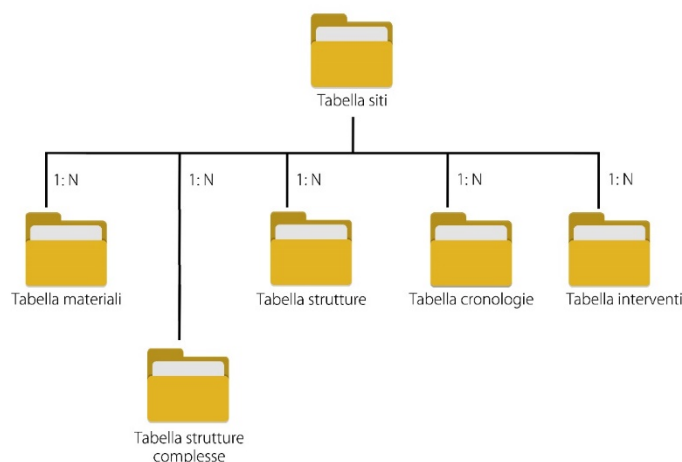 Tabella siti
1: N
1: N
1: N
1: N
1: N
Tabella materiali
Tabella strutture
Tabella cronologie
Tabella interventi
Tabella strutture
complesse